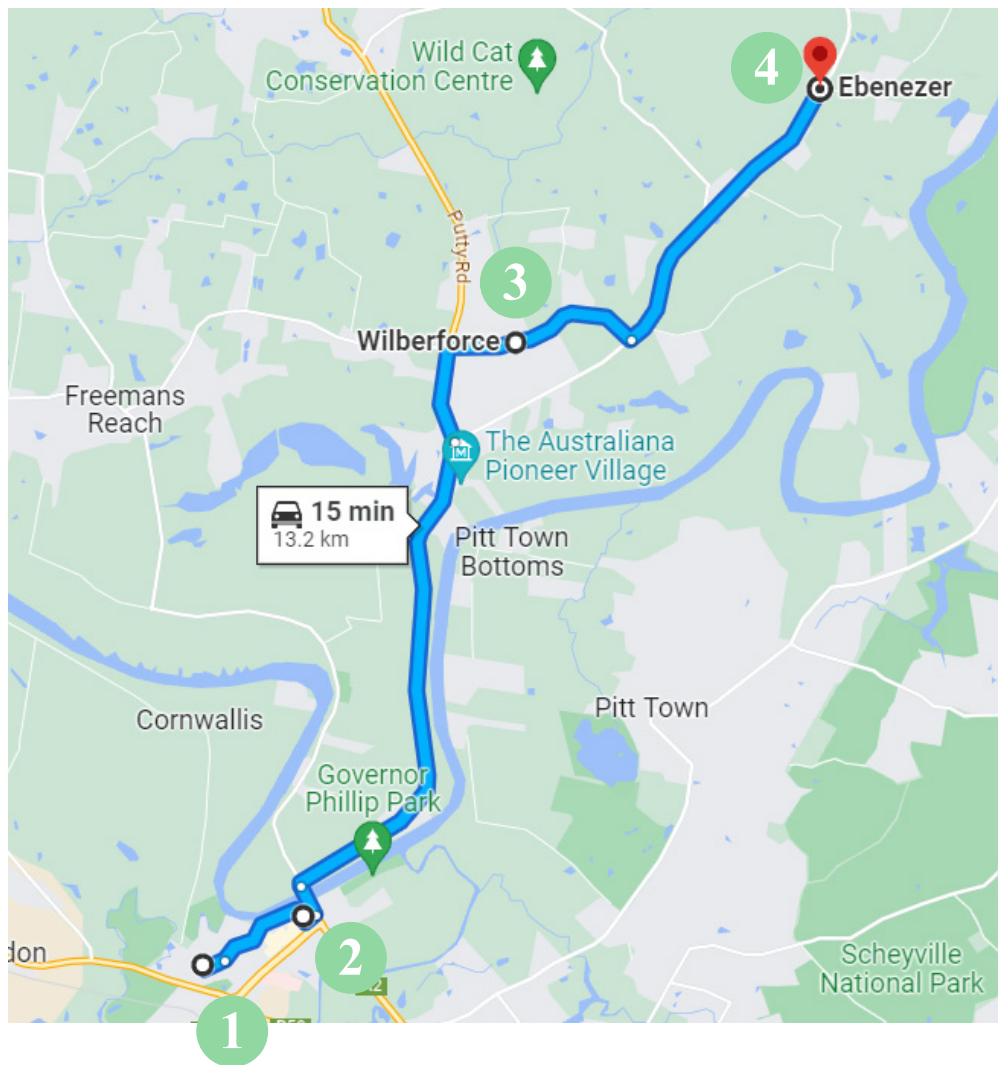 Wild Cat
Conservation Centre
4
Ebenezer
Putty Rd
3
Wilberforce
Freemans
Reach
The Australiana
Pioneer Village
15 min
13.2 km
Pitt Town
Bottoms
Cornwallis
Pitt Town
Governor
Phillip Park
don
2
Scheyville
National Park
1